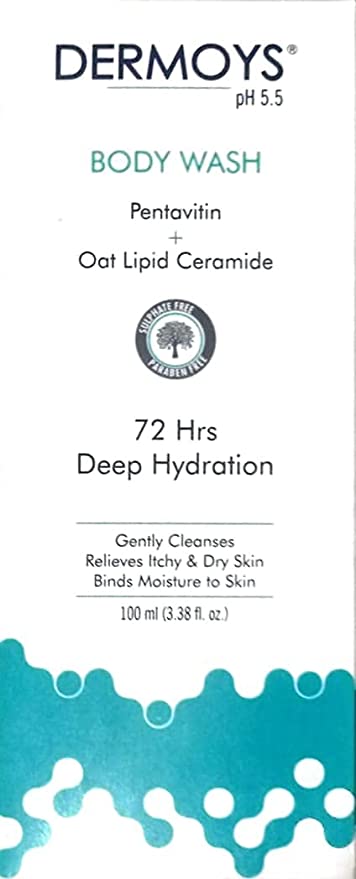 DERMOYS®
pH 5.5
BODY WASH
Pentavitin
+
Oat Lipid Ceramide
SULPHATE FREE
PARABEN FREE
72 Hrs
Deep Hydration
Gently Cleanses
Relieves Itchy & Dry Skin
Binds Moisture to Skin
100 ml (3.38 fl. oz.)